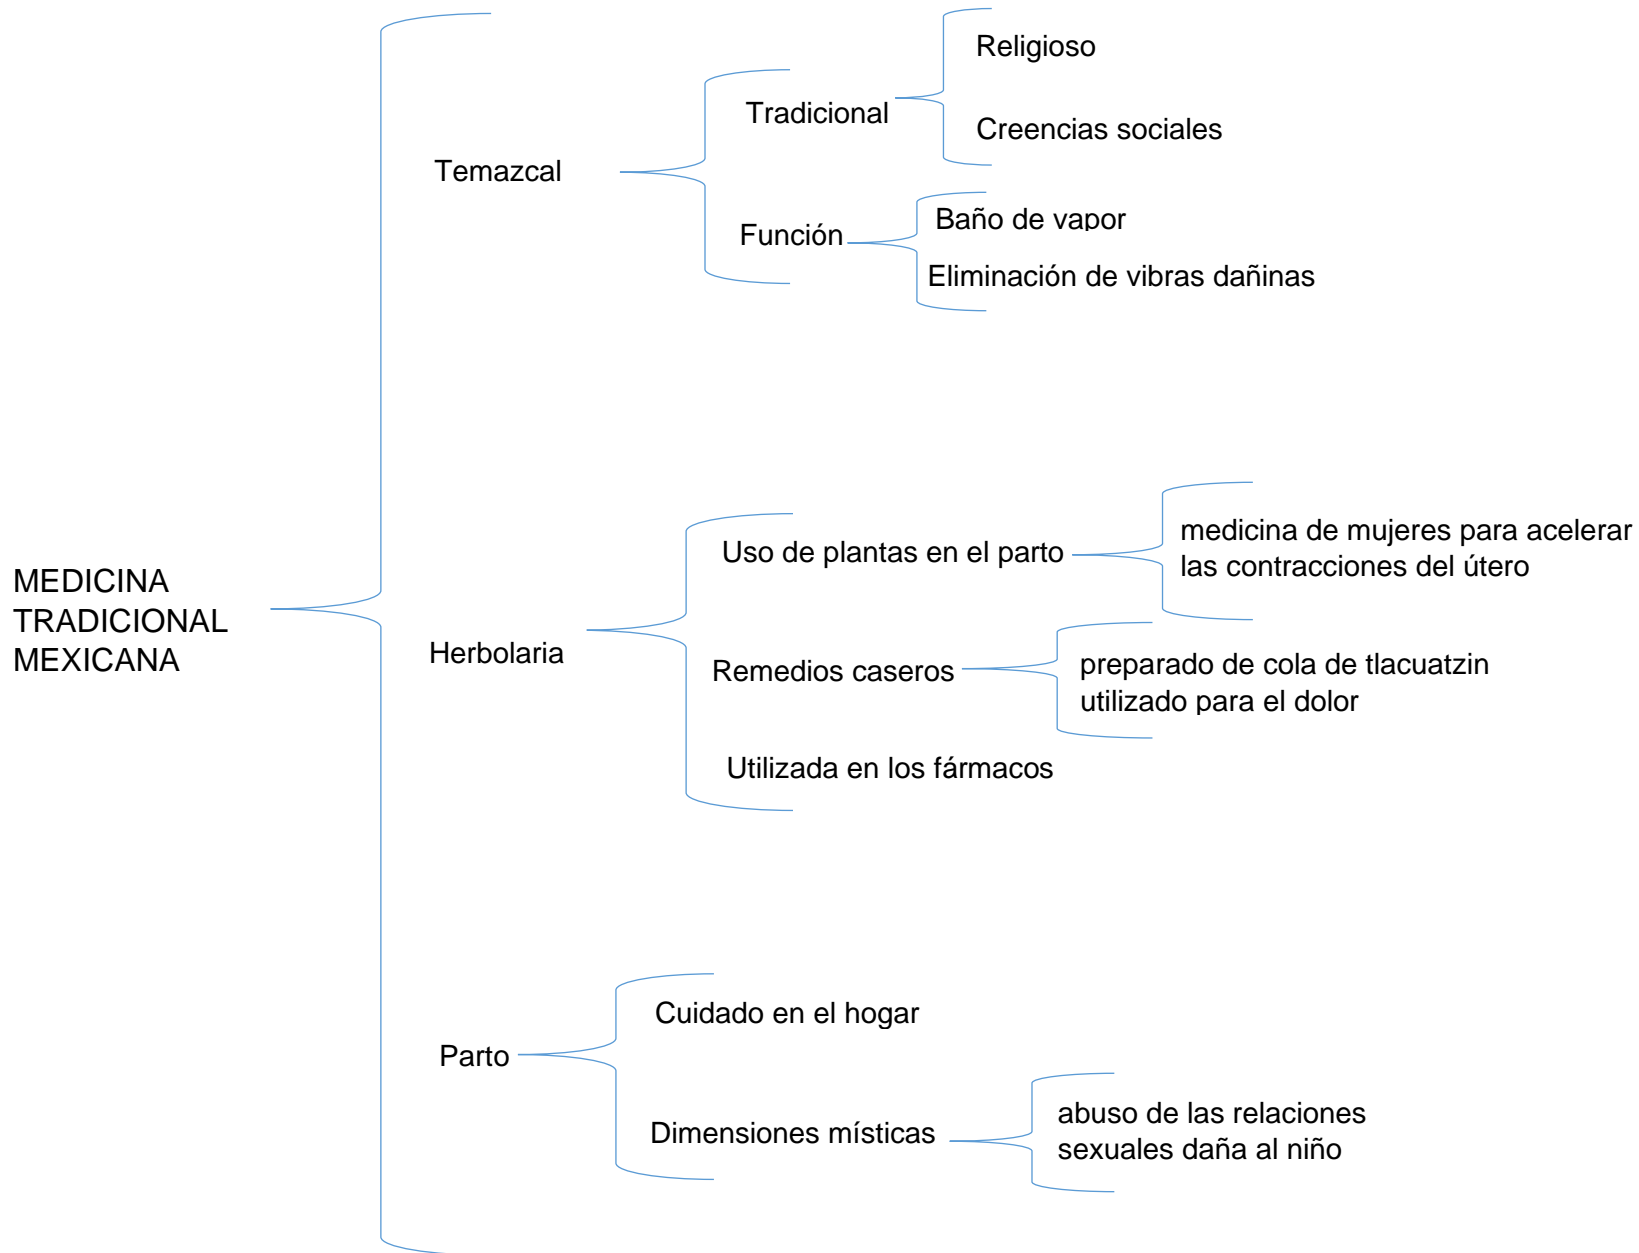 MEDICINA
TRADICIONAL
MEXICANA
Temazcal
Tradicional
Religioso
Creencias sociales
Función
Baño de vapor
Eliminación de vibras dañinas
Herbolaria
Uso de plantas en el parto
medicina de mujeres para acelerar
las contracciones del útero
Remedios caseros
preparado de cola de tlacuatzin
utilizado para el dolor
Utilizada en los fármacos
Parto
Cuidado en el hogar
Dimensiones místicas
abuso de las relaciones
sexuales daña al niño